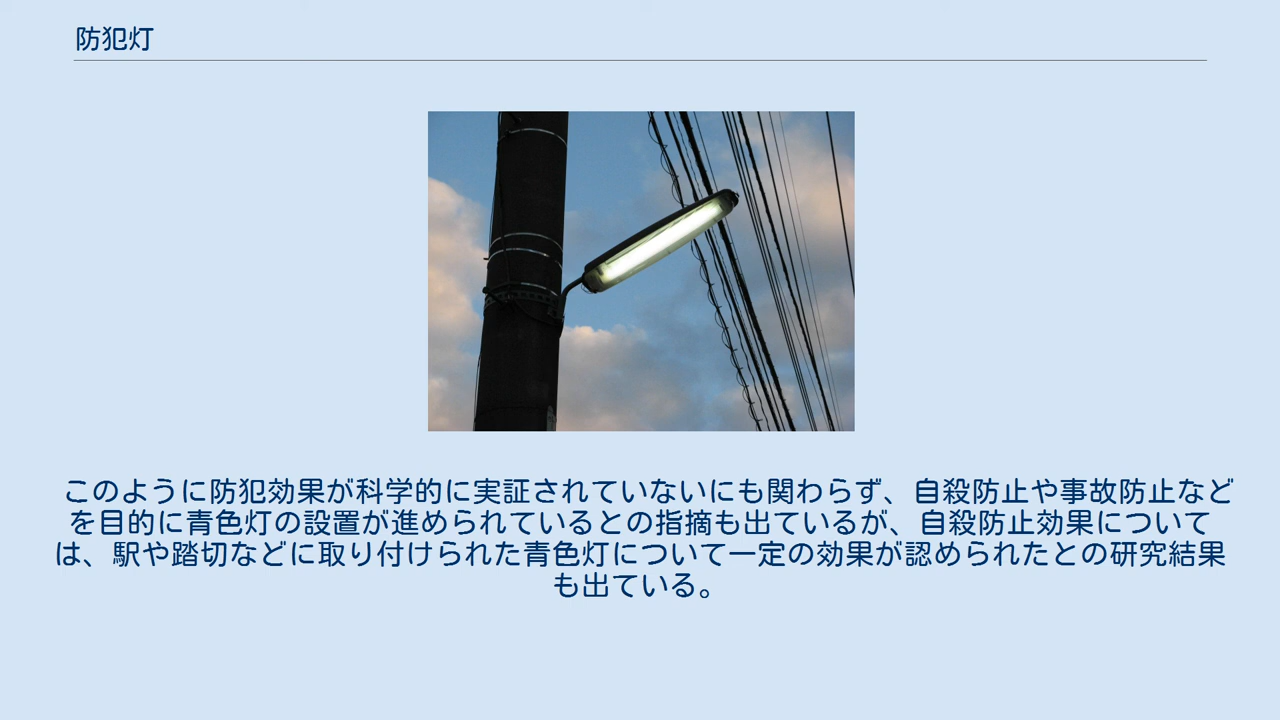 防犯灯
このように防犯効果が科学的に実証されていないにも関わらず、自殺防止や事故防止など
を目的に青色灯の設置が進められているとの指摘も出ているが、自殺防止効果について
は、駅や踏切などに取り付けられた青色灯について一定の効果が認められたとの研究結果
も出ている。